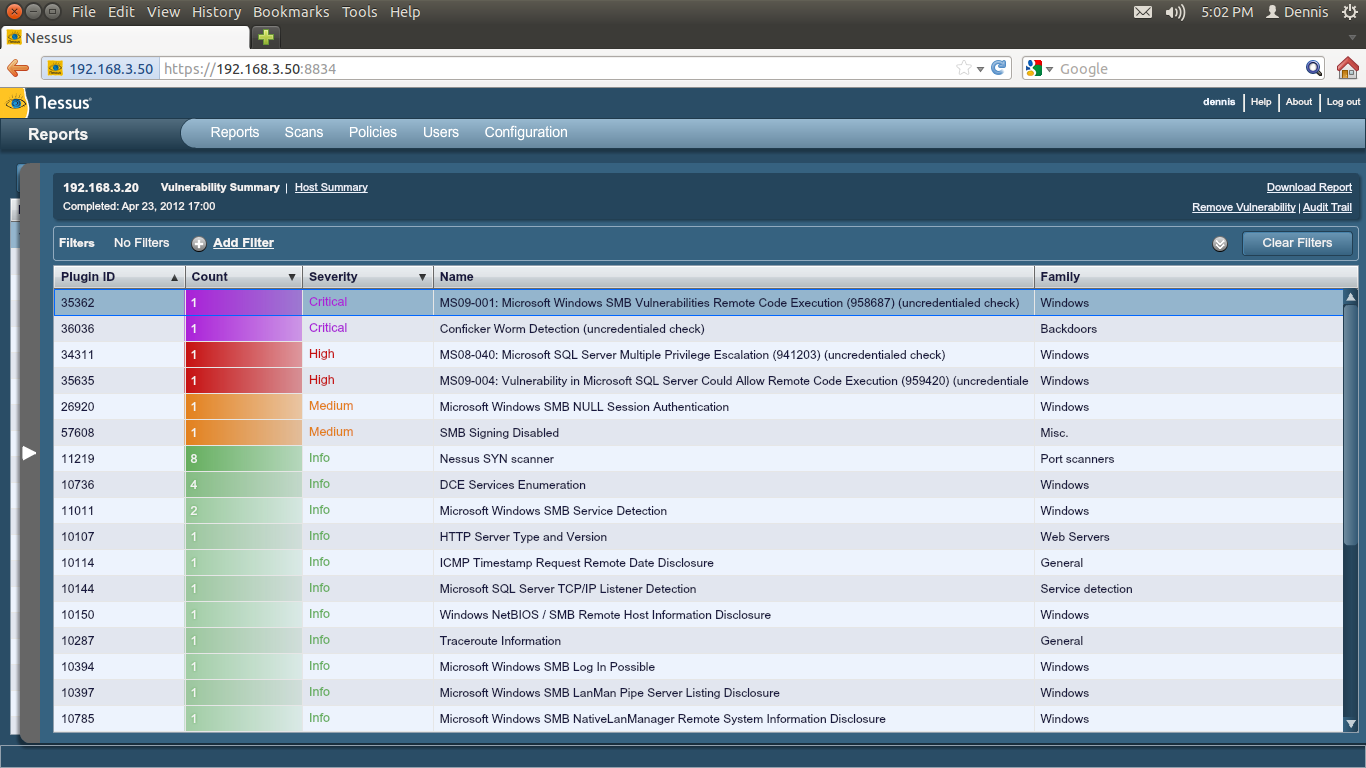 File Edit View History Bookmarks Tools Help 5:02 PM Dennis
Nessus
192.168.3.50 https://192.168.3.50:8834 Google
nessus
dennis Help About Log out
Reports Reports Scans Policies Users Configuration
192.168.3.20 Vulnerability Summary | Host Summary Download Report
Completed: Apr 23, 2012 17:00 Remove Vulnerability | Audit Trail
Filters No Filters Add Filter Clear Filters
Plugin ID Count Severity Name Family
35362 1 Critical MS09-001: Microsoft Windows SMB Vulnerabilities Remote Code Execution (958687) (uncredentialed check) Windows
36036 1 Critical Conficker Worm Detection (uncredentialed check) Backdoors
34311 1 High MS08-040: Microsoft SQL Server Multiple Privilege Escalation (941203) (uncredentialed check) Windows
35635 1 High MS09-004: Vulnerability in Microsoft SQL Server Could Allow Remote Code Execution (959420) (uncredentiale Windows
26920 1 Medium Microsoft Windows SMB NULL Session Authentication Windows
57608 1 Medium SMB Signing Disabled Misc.
11219 8 Info Nessus SYN scanner Port scanners
10736 4 Info DCE Services Enumeration Windows
11011 2 Info Microsoft Windows SMB Service Detection Windows
10107 1 Info HTTP Server Type and Version Web Servers
10114 1 Info ICMP Timestamp Request Remote Date Disclosure General
10144 1 Info Microsoft SQL Server TCP/IP Listener Detection Service detection
10150 1 Info Windows NetBIOS / SMB Remote Host Information Disclosure Windows
10287 1 Info Traceroute Information General
10394 1 Info Microsoft Windows SMB Log In Possible Windows
10397 1 Info Microsoft Windows SMB LanMan Pipe Server Listing Disclosure Windows
10785 1 Info Microsoft Windows SMB NativeLanManager Remote System Information Disclosure Windows